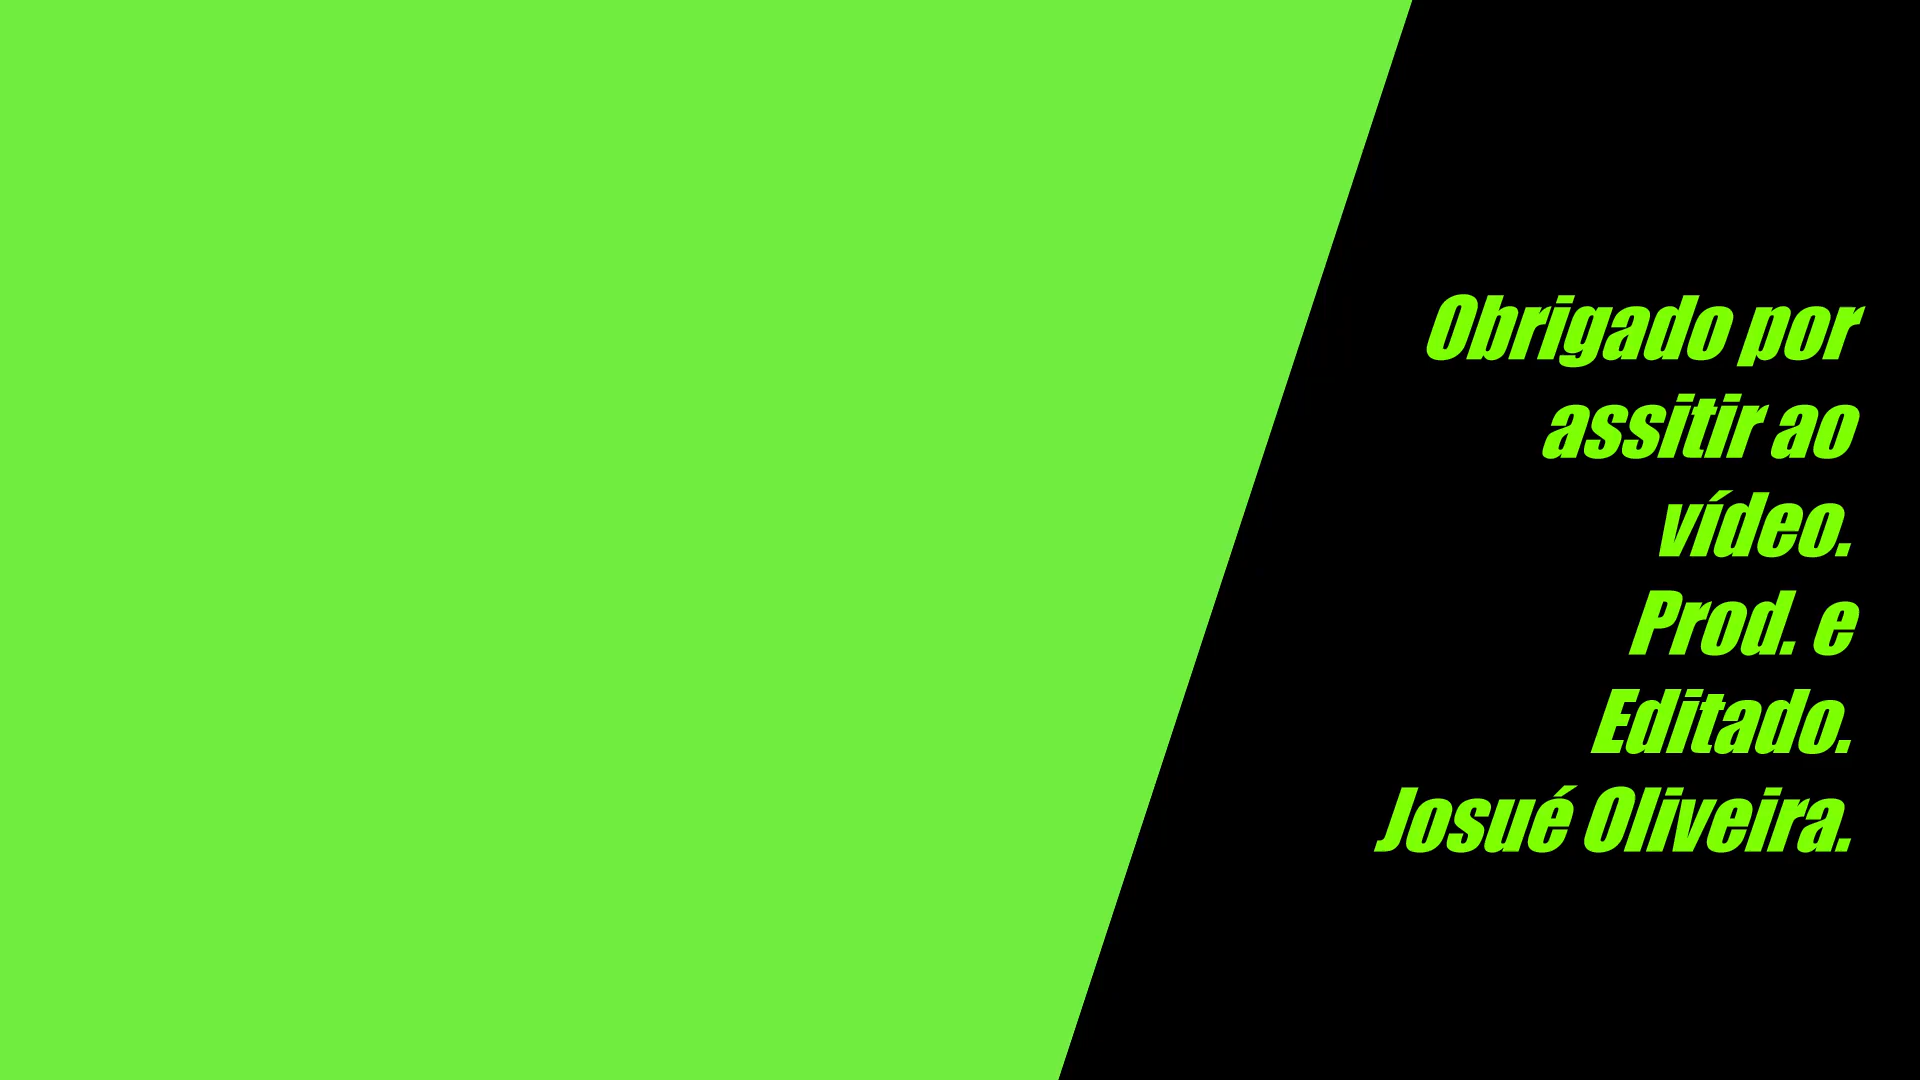 Obrigado por
assitir ao
vídeo.
Prod. e
Editado.
Josué Oliveira.